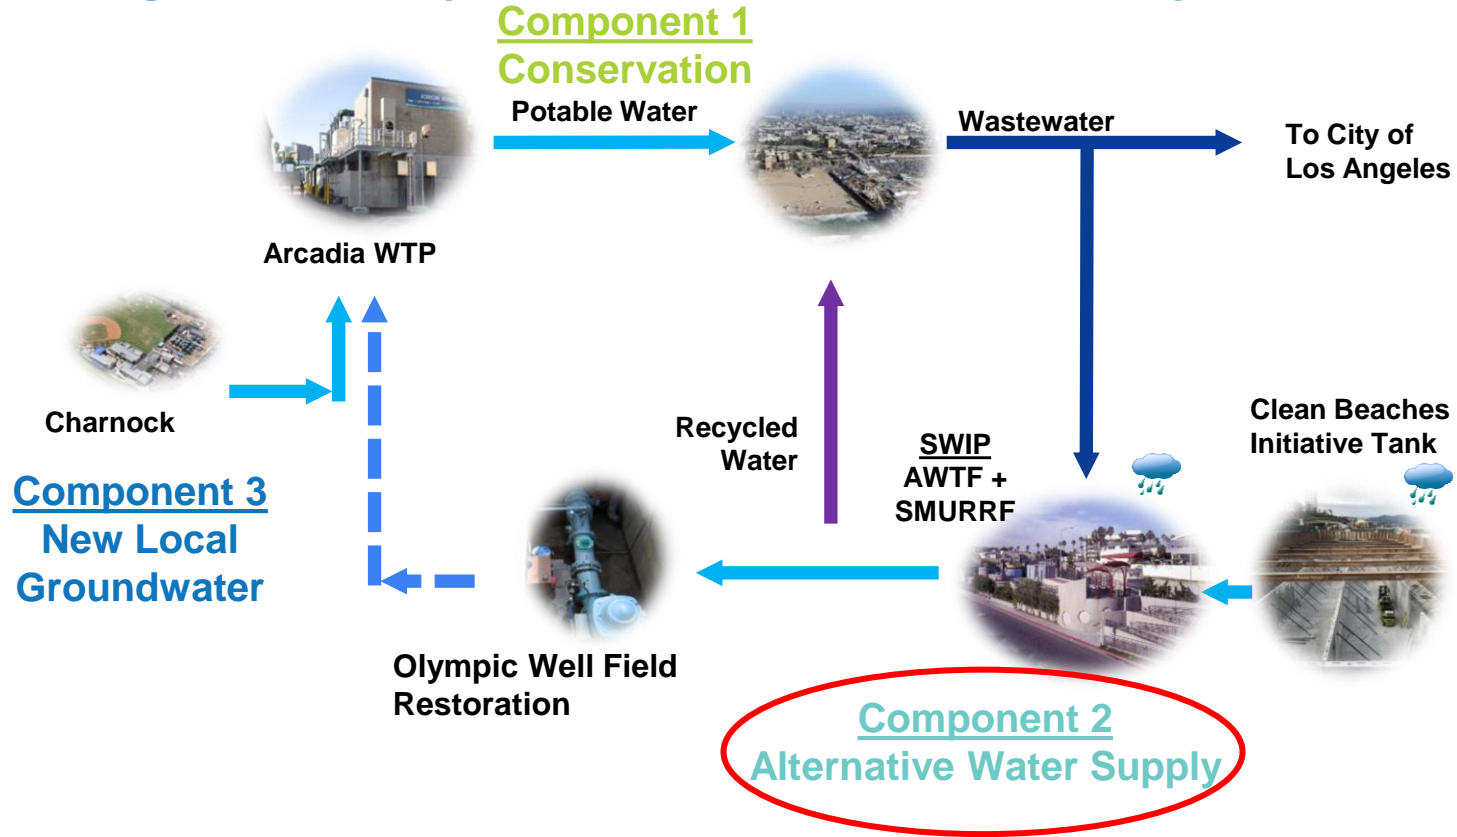 Component 1
Conservation
Potable Water
Wastewater
To City of
Los Angeles
Arcadia WTP
Charnock
Component 3
New Local
Groundwater
Recycled
Water
SWIP
AWTF +
SMURRF
Clean Beaches
Initiative Tank
Olympic Well Field
Restoration
Component 2
Alternative Water Supply